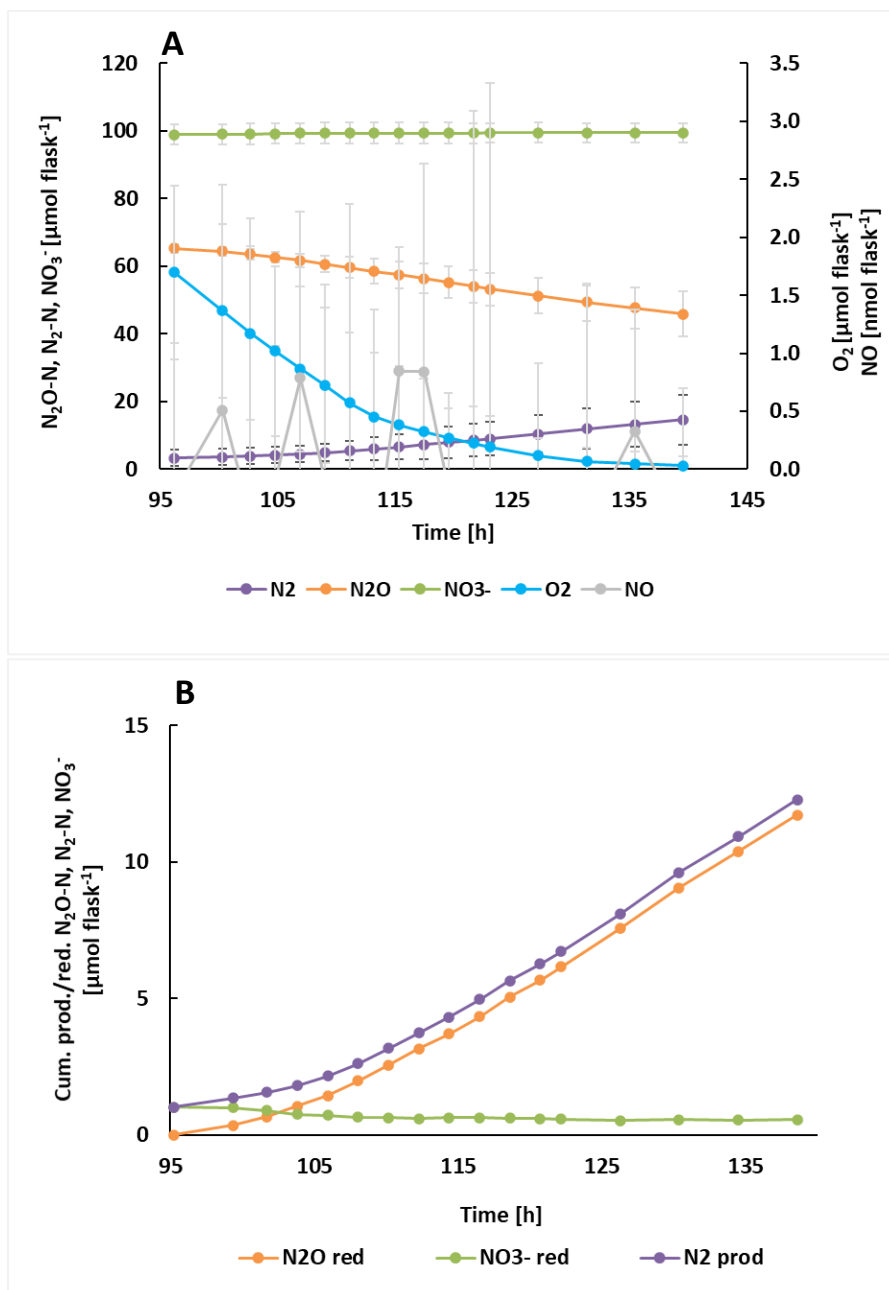 A
N₂O-N, N₂-N, NO₃⁻ [µmol flask⁻¹]
120
100
80
60
40
20
0
3.5
3.0
2.5
2.0
1.5
1.0
0.5
0.0
O₂ [µmol flask⁻¹]
NO [nmol flask⁻¹]
95
105
115
125
135
145
Time [h]
N2
N2O
NO3-
O2
NO
B
Cum. prod./red. N₂O-N, N₂-N, NO₃⁻
[µmol flask⁻¹]
15
10
5
0
95
105
115
125
135
Time [h]
N2O red
NO3- red
N2 prod